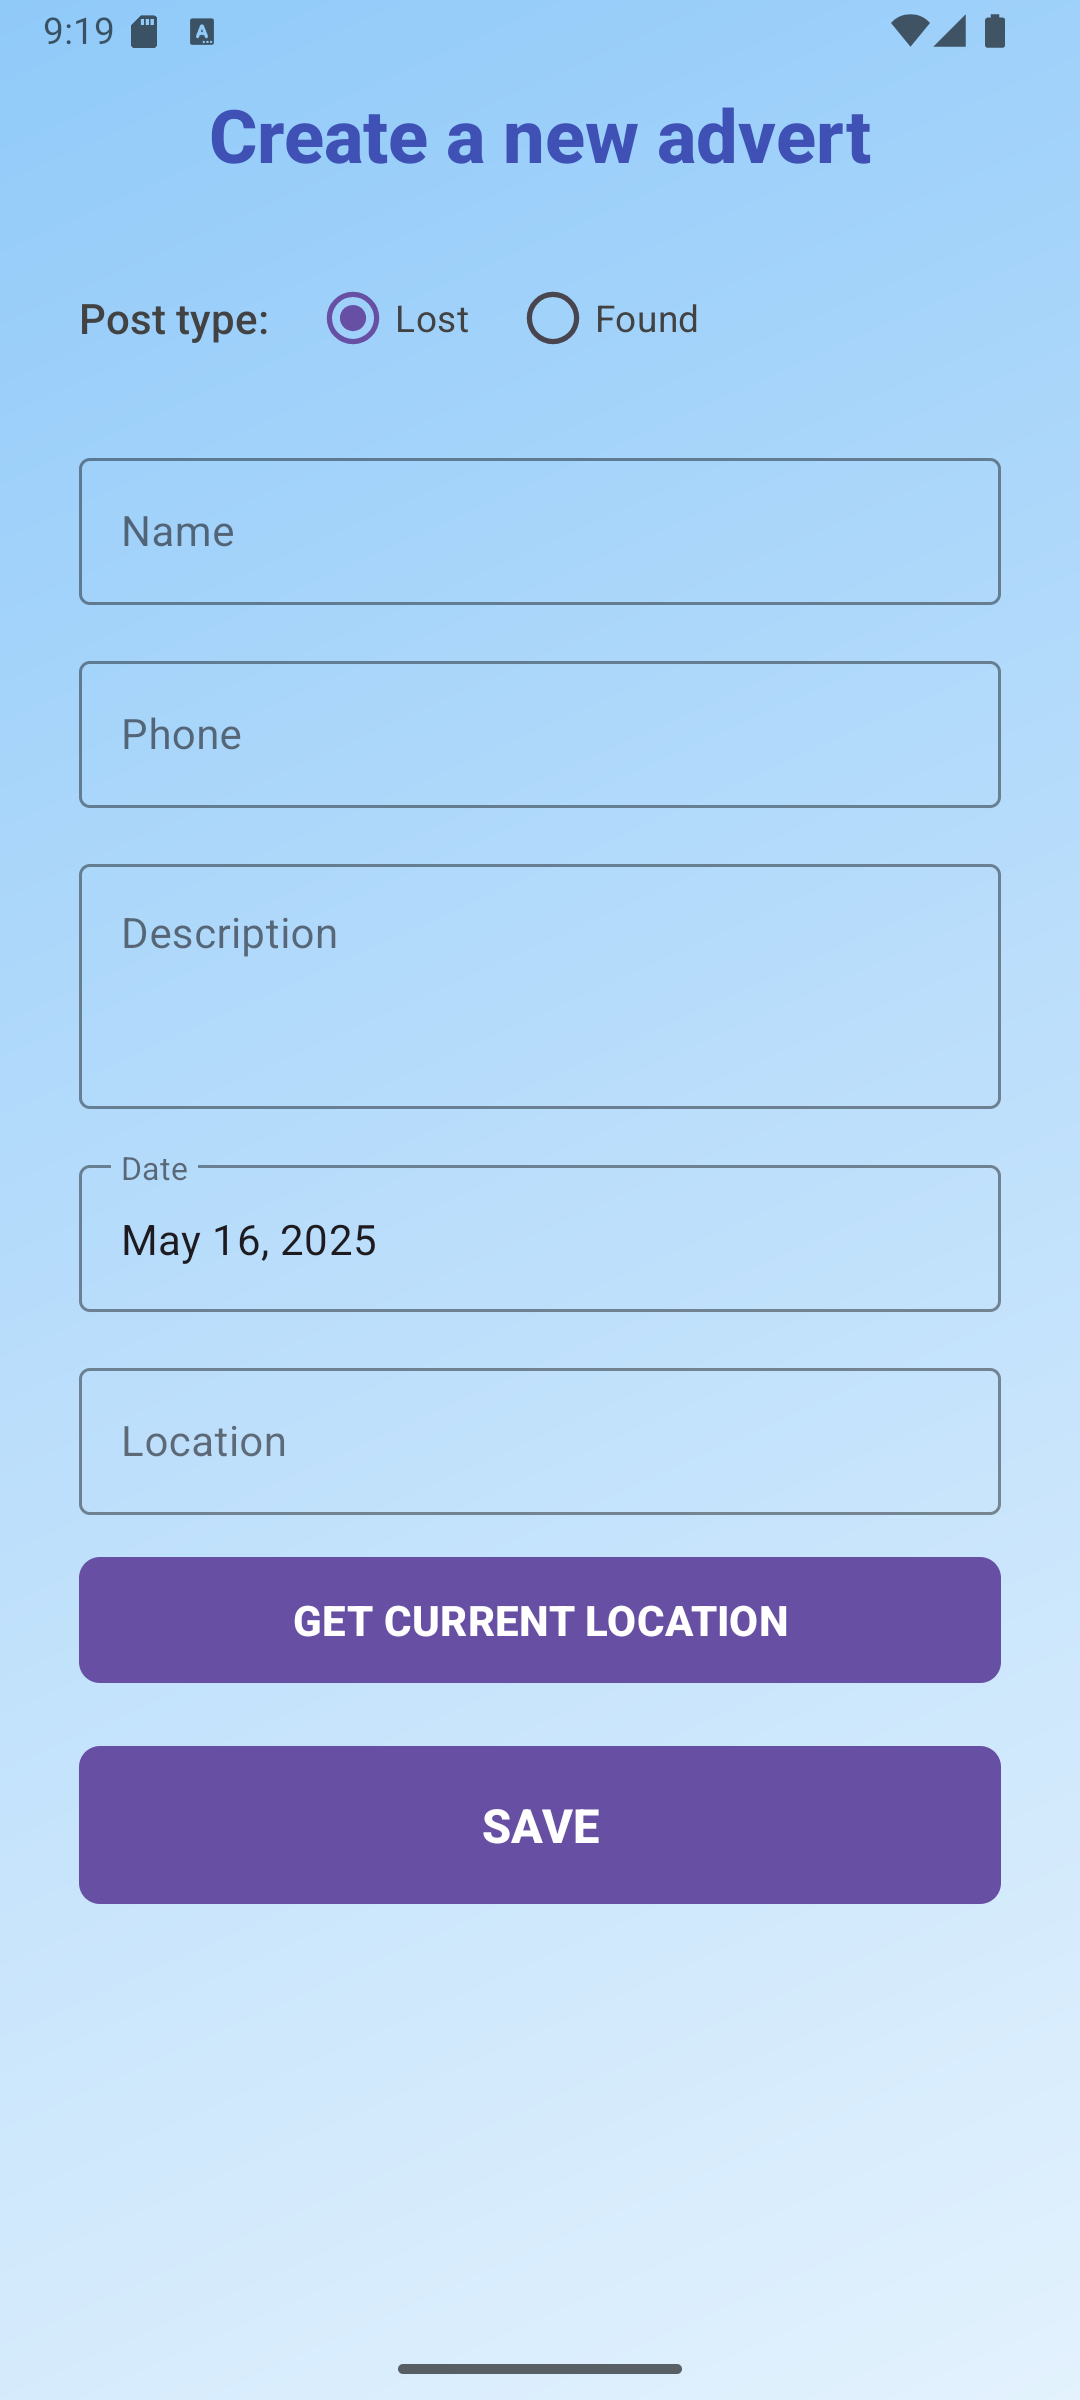 9:19
Create a new advert
Post type: Lost Found
Name
Phone
Description
Date
May 16, 2025
Location
GET CURRENT LOCATION
SAVE